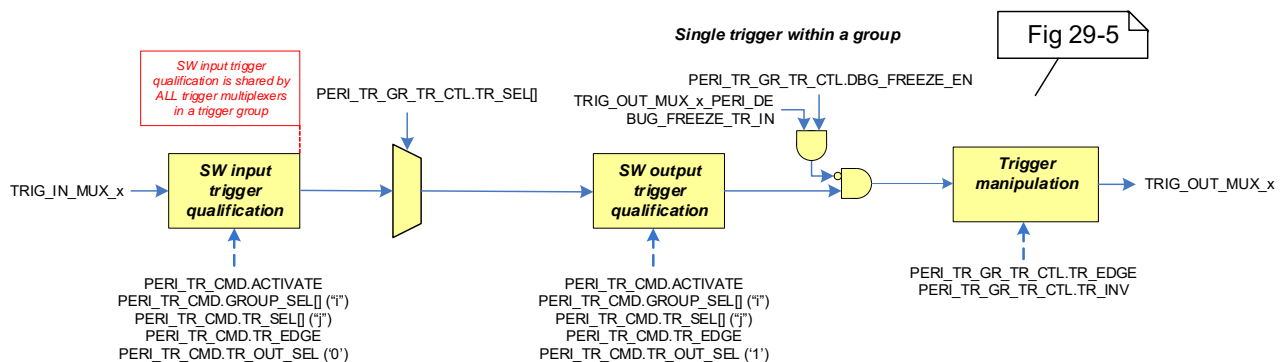 Single trigger within a group
Fig 29-5
SW input trigger
qualification is shared by
ALL trigger multiplexers
in a trigger group
PERI_TR_GR_TR_CTL.TR_SEL[]
PERI_TR_GR_TR_CTL.DBG_FREEZE_EN
TRIG_OUT_MUX_x_PERI_DE
BUG_FREEZE_TR_IN
TRIG_IN_MUX_x
SW input
trigger
qualification
SW output
trigger
qualification
Trigger
manipulation
TRIG_OUT_MUX_x
PERI_TR_CMD.ACTIVATE
PERI_TR_CMD.GROUP_SEL[] (“i”)
PERI_TR_CMD.TR_SEL[] (“j”)
PERI_TR_CMD.TR_EDGE
PERI_TR_CMD.TR_OUT_SEL (‘0’)
PERI_TR_CMD.ACTIVATE
PERI_TR_CMD.GROUP_SEL[] (“i”)
PERI_TR_CMD.TR_SEL[] (“j”)
PERI_TR_CMD.TR_EDGE
PERI_TR_CMD.TR_OUT_SEL (‘1’)
PERI_TR_GR_TR_CTL.TR_EDGE
PERI_TR_GR_TR_CTL.TR_INV